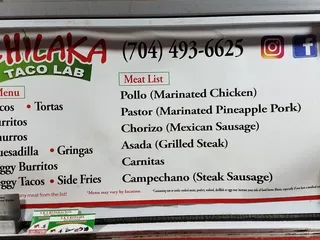 CHILAKA
TACO LAB
(704) 493-6625
Menu
cos • Tortas
urritos
hurros
uesadilla • Gringas
ggy Burritos
ggy Tacos • Side Fries
Meat List
Pollo (Marinated Chicken)
Pastor (Marinated Pineapple Pork)
Chorizo (Mexican Sausage)
Asada (Grilled Steak)
Carnitas
Campechano (Steak Sausage)
*Menu may vary by location.